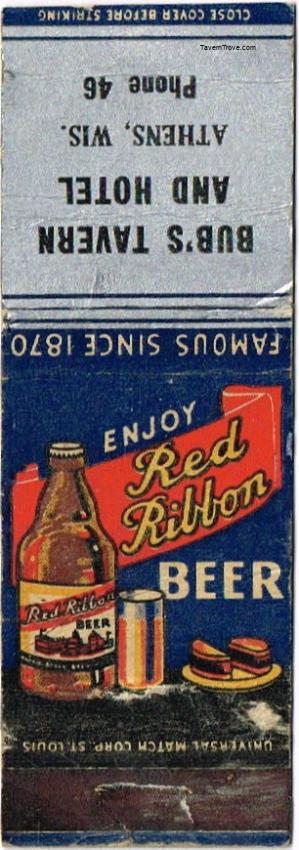 CLOSE COVER BEFORE STRIKING
TavernTrove.com
BUB'S TAVERN
AND HOTEL
ATHENS, WIS.
Phone 46
FAMOUS SINCE 1870
ENJOY
Red
Ribbon
BEER
Red Ribbon
BEER
UNIVERSAL MATCH CORP. ST. LOUIS